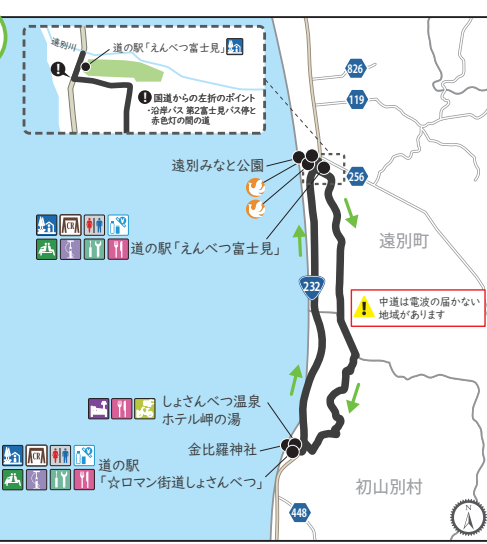 遠別川
道の駅「えんべつ富士見」
国道からの左折のポイント
・沿岸バス 第2富士見バス停と
赤色灯の間の道
826
119
256
遠別みなと公園
道の駅「えんべつ富士見」
遠別町
232
中道は電波の届かない
地域があります
しょさんべつ温泉
ホテル岬の湯
金比羅神社
道の駅
「☆ロマン街道しょさんべつ」
初山別村
448
N